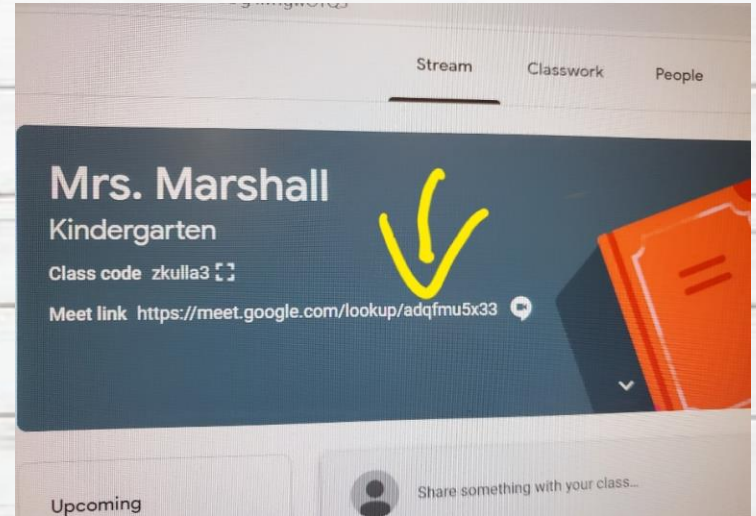 Stream Classwork People
Mrs. Marshall
Kindergarten
Class code zkulla3
Meet link https://meet.google.com/lookup/adqfmu5x33
Upcoming
Share something with your class...